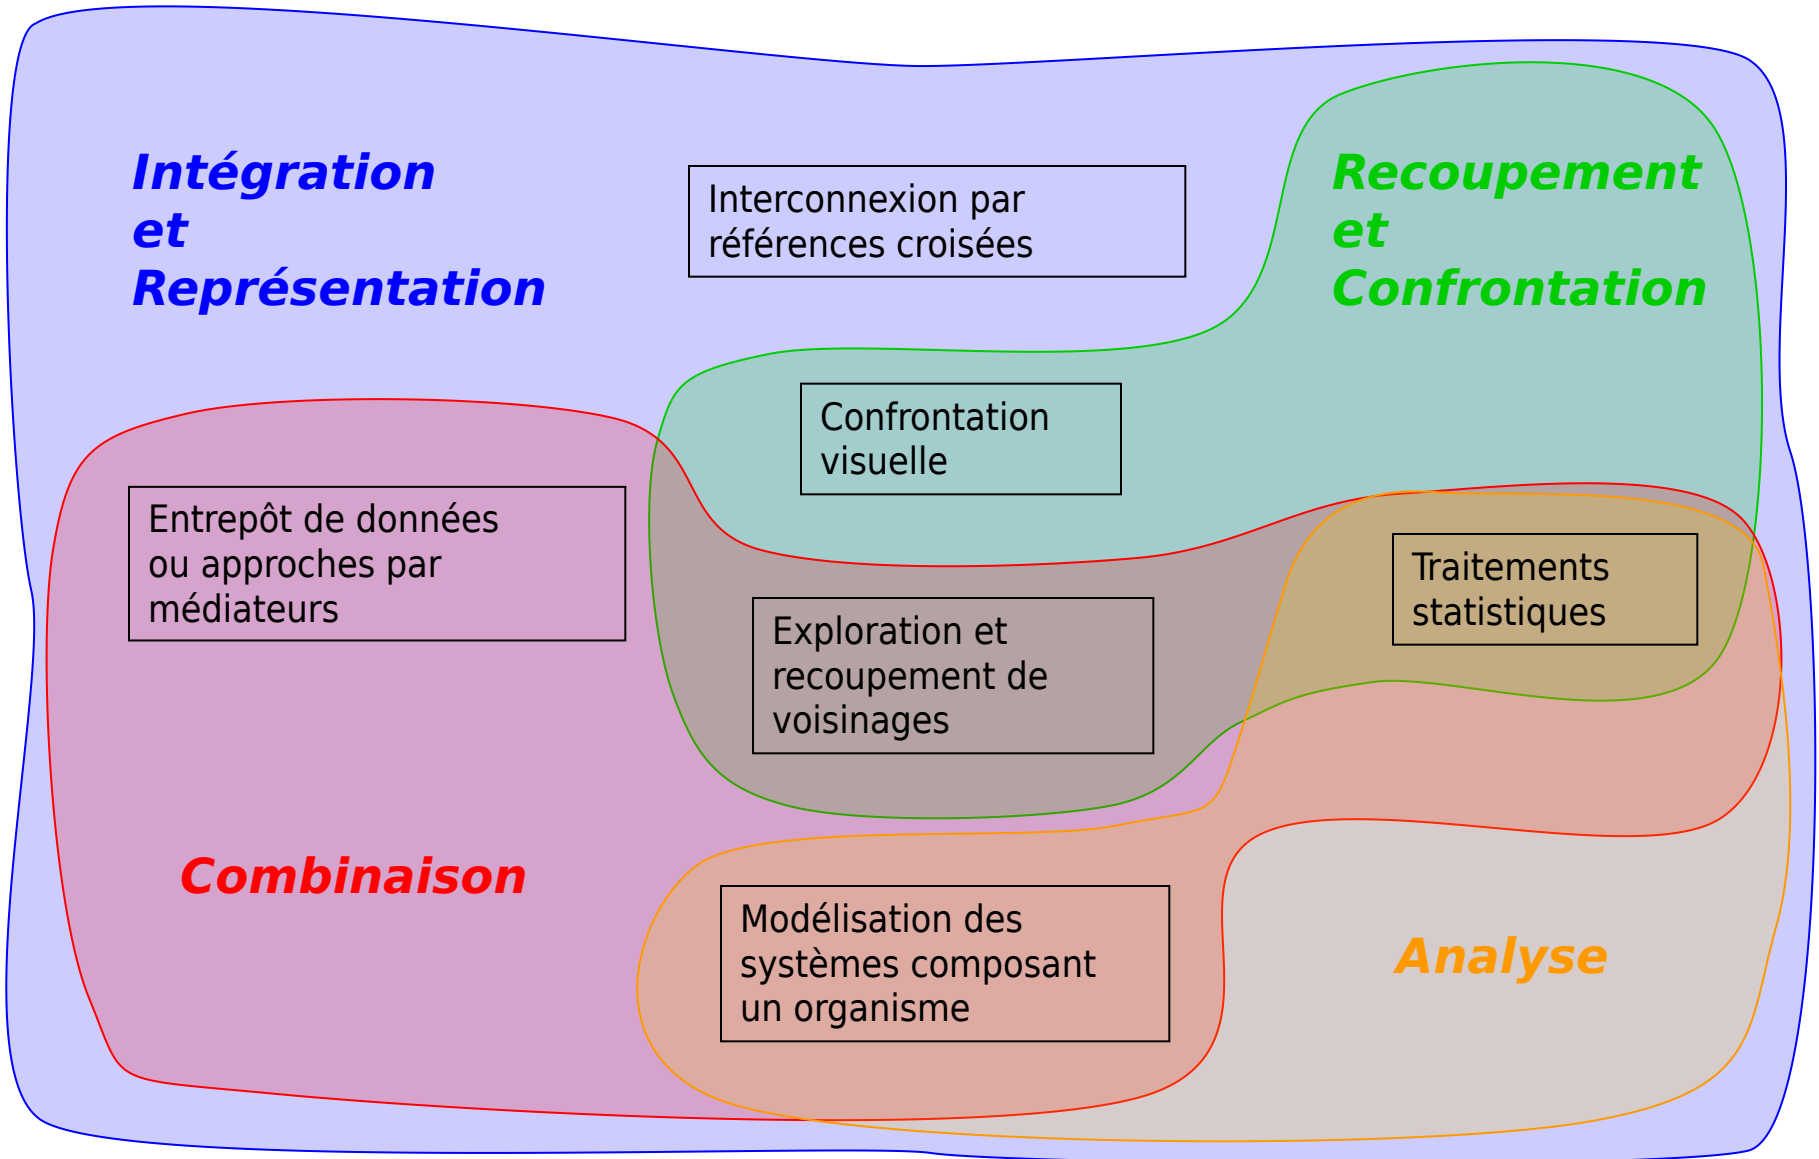 Intégration
et
Représentation
Interconnexion par
références croisées
Recoupement
et
Confrontation
Confrontation
visuelle
Entrepôt de données
ou approches par
médiateurs
Exploration et
recoupement de
voisinages
Traitements
statistiques
Combinaison
Modélisation des
systèmes composant
un organisme
Analyse